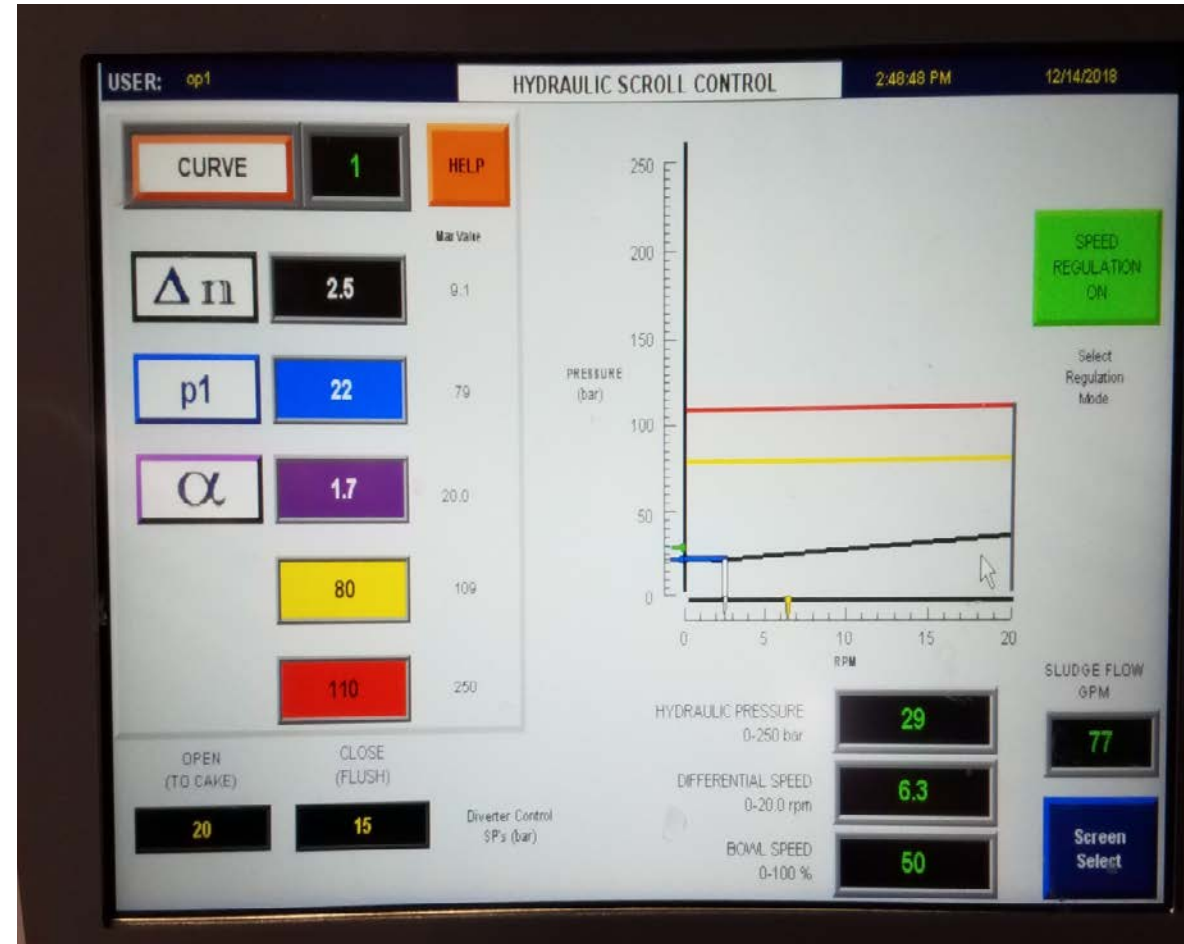 USER: op1 HYDRAULIC SCROLL CONTROL 2:48:48 PM 12/14/2018
CURVE 1 HELP
Max Value
Δn 2.5 9.1
p1 22 79
α 1.7 20.0
80 109
110 250
OPEN
(TO CAKE)
CLOSE
(FLUSH)
20 15
Diverter Control
SP's (bar)
PRESSURE
(bar)
250
200
150
100
50
0
0 5 10 15 20
RPM
SPEED
REGULATION
ON
Select
Regulation
Mode
HYDRAULIC PRESSURE
0-250 bar
29
DIFFERENTIAL SPEED
0-20.0 rpm
6.3
BOWL SPEED
0-100 %
50
SLUDGE FLOW
GPM
77
Screen
Select